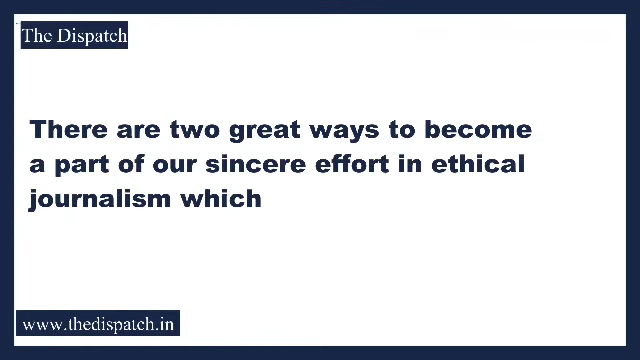 The Dispatch
There are two great ways to become
a part of our sincere effort in ethical
journalism which
www.thedispatch.in